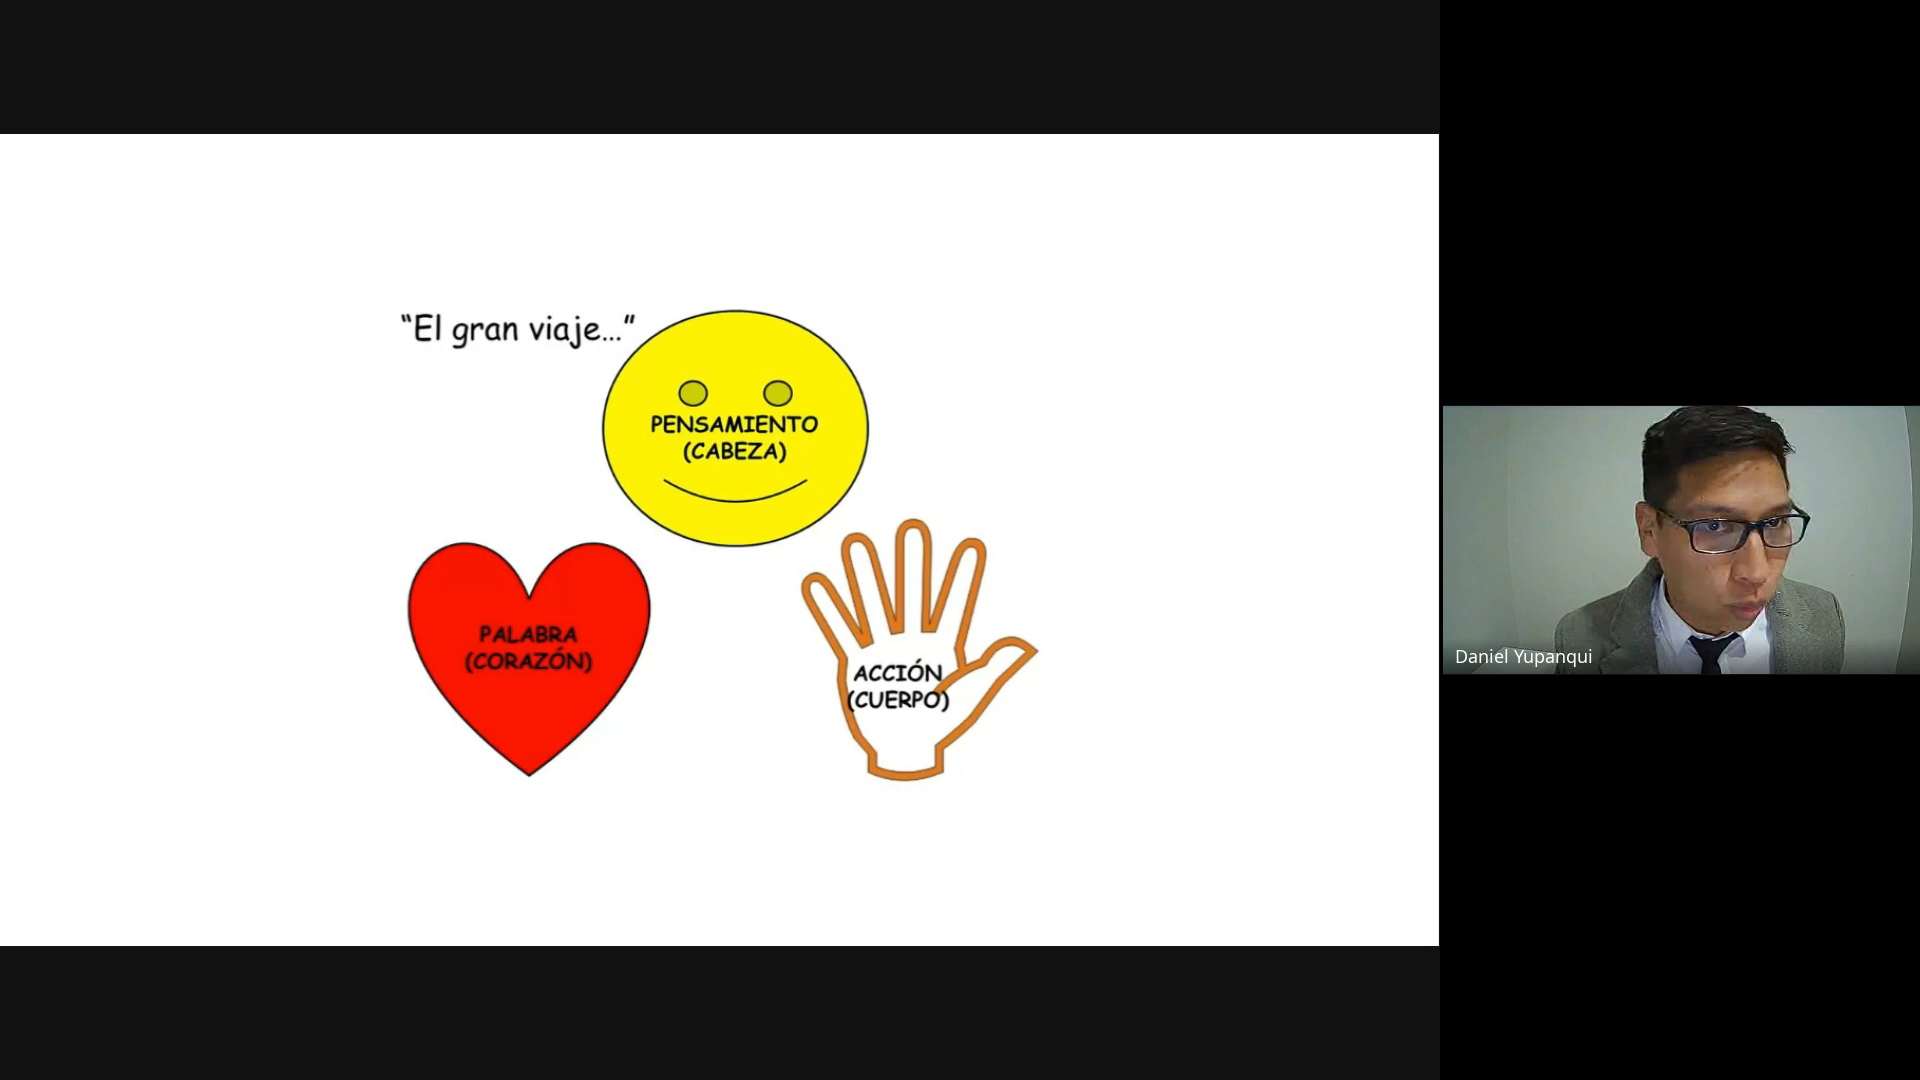 “El gran viaje...”
PENSAMIENTO
(CABEZA)
PALABRA
(CORAZÓN)
ACCIÓN
(CUERPO)
Daniel Yupanqui